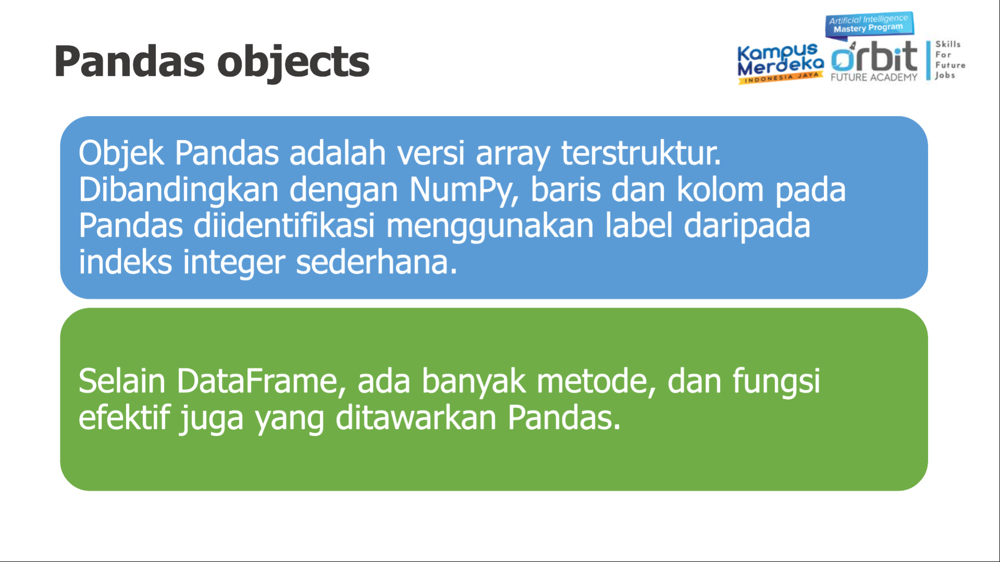 Pandas objects
Artificial Intelligence
Mastery Program
Kampus
Merdeka
INDONESIA JAYA
orbit
FUTURE ACADEMY
Skills
For
Future
Jobs
Objek Pandas adalah versi array terstruktur.
Dibandingkan dengan NumPy, baris dan kolom pada
Pandas diidentifikasi menggunakan label daripada
indeks integer sederhana.
Selain DataFrame, ada banyak metode, dan fungsi
efektif juga yang ditawarkan Pandas.